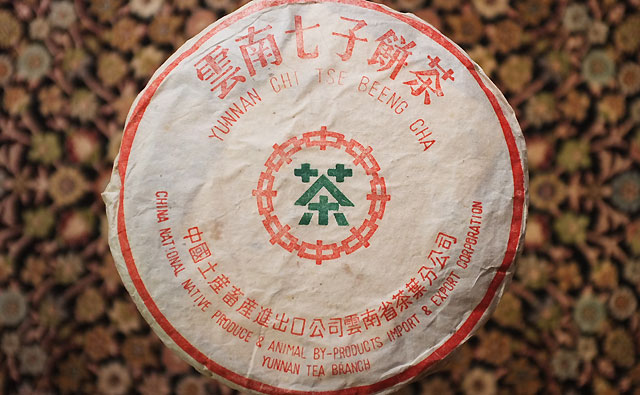 雲南七子餅茶
YUNNAN CHI TSE BEENG CHA
茶
中國土産畜産進出口公司雲南省茶葉分公司
CHINA NATIONAL NATIVE PRODUCE & ANIMAL BY-PRODUCTS IMPORT & EXPORT CORPORATION
YUNNAN TEA BRANCH